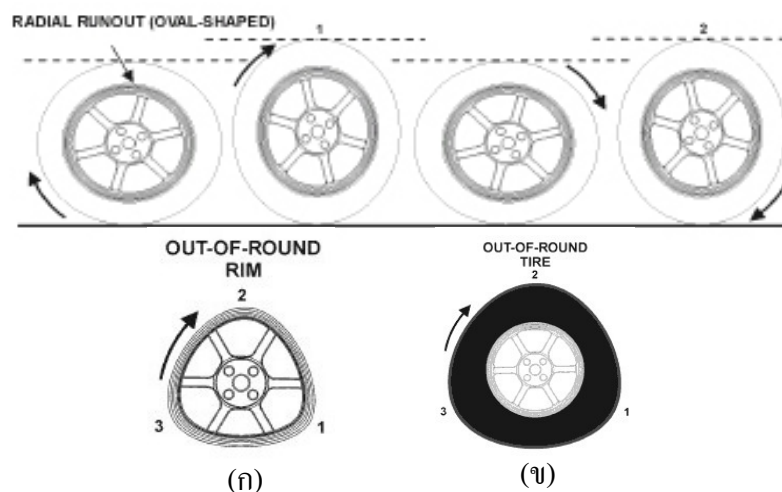 RADIAL RUNOUT (OVAL-SHAPED)
1
2
OUT-OF-ROUND
RIM
2
3
1
(ก)
OUT-OF-ROUND
TIRE
2
3
1
(ข)